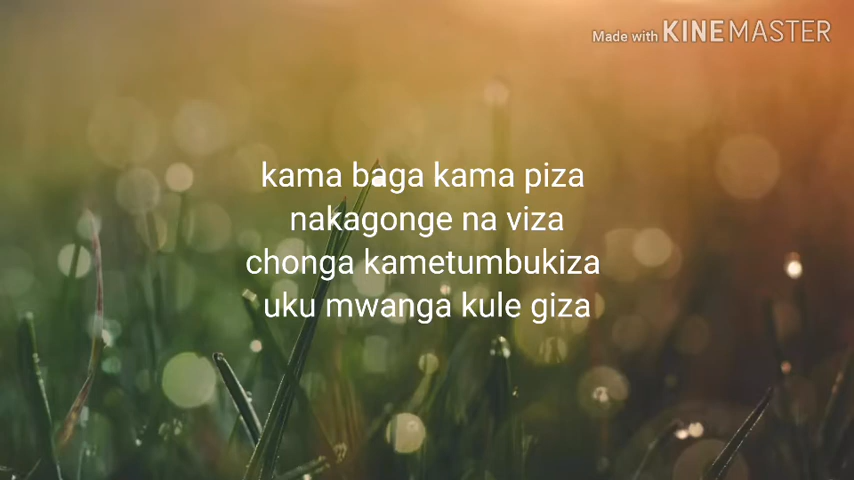 Made with KINEMASTER
kama baga kama piza
nakagonge na viza
chonga kametumbukiza
uku mwanga kule giza